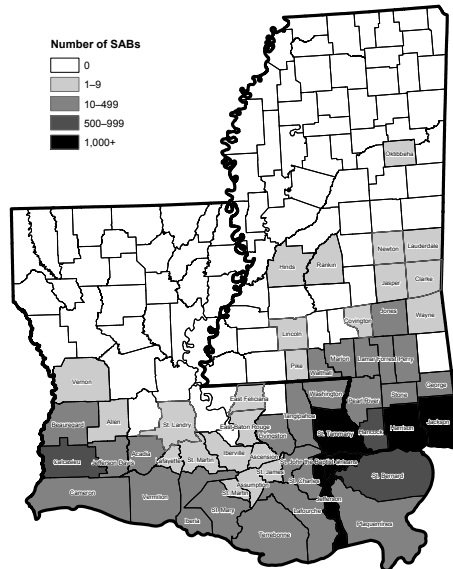 Number of SABs
0
1–9
10–499
500–999
1,000+
Oktibbeha
Newton Lauderdale
Hinds Rankin
Jasper Clarke
Jones
Covington Wayne
Lincoln
Marion Lamar Forrest Perry
Pike Walthall
Vernon
George
Washington Pearl River Stone
East Feliciana
Beauregard Allen St. Landry Tangipahoa
East Baton Rouge Harrison Jackson
St. Tammany Hancock
Livingston
Acadia Iberville
Calcasieu Jefferson Davis Lafayette St. Martin Ascension St. John the Baptist Orleans
St. James
St. Charles St. Bernard
Assumption
Cameron Vermilion St. Martin
Jefferson
St. Mary Lafourche
Iberia Plaquemines
Terrebonne